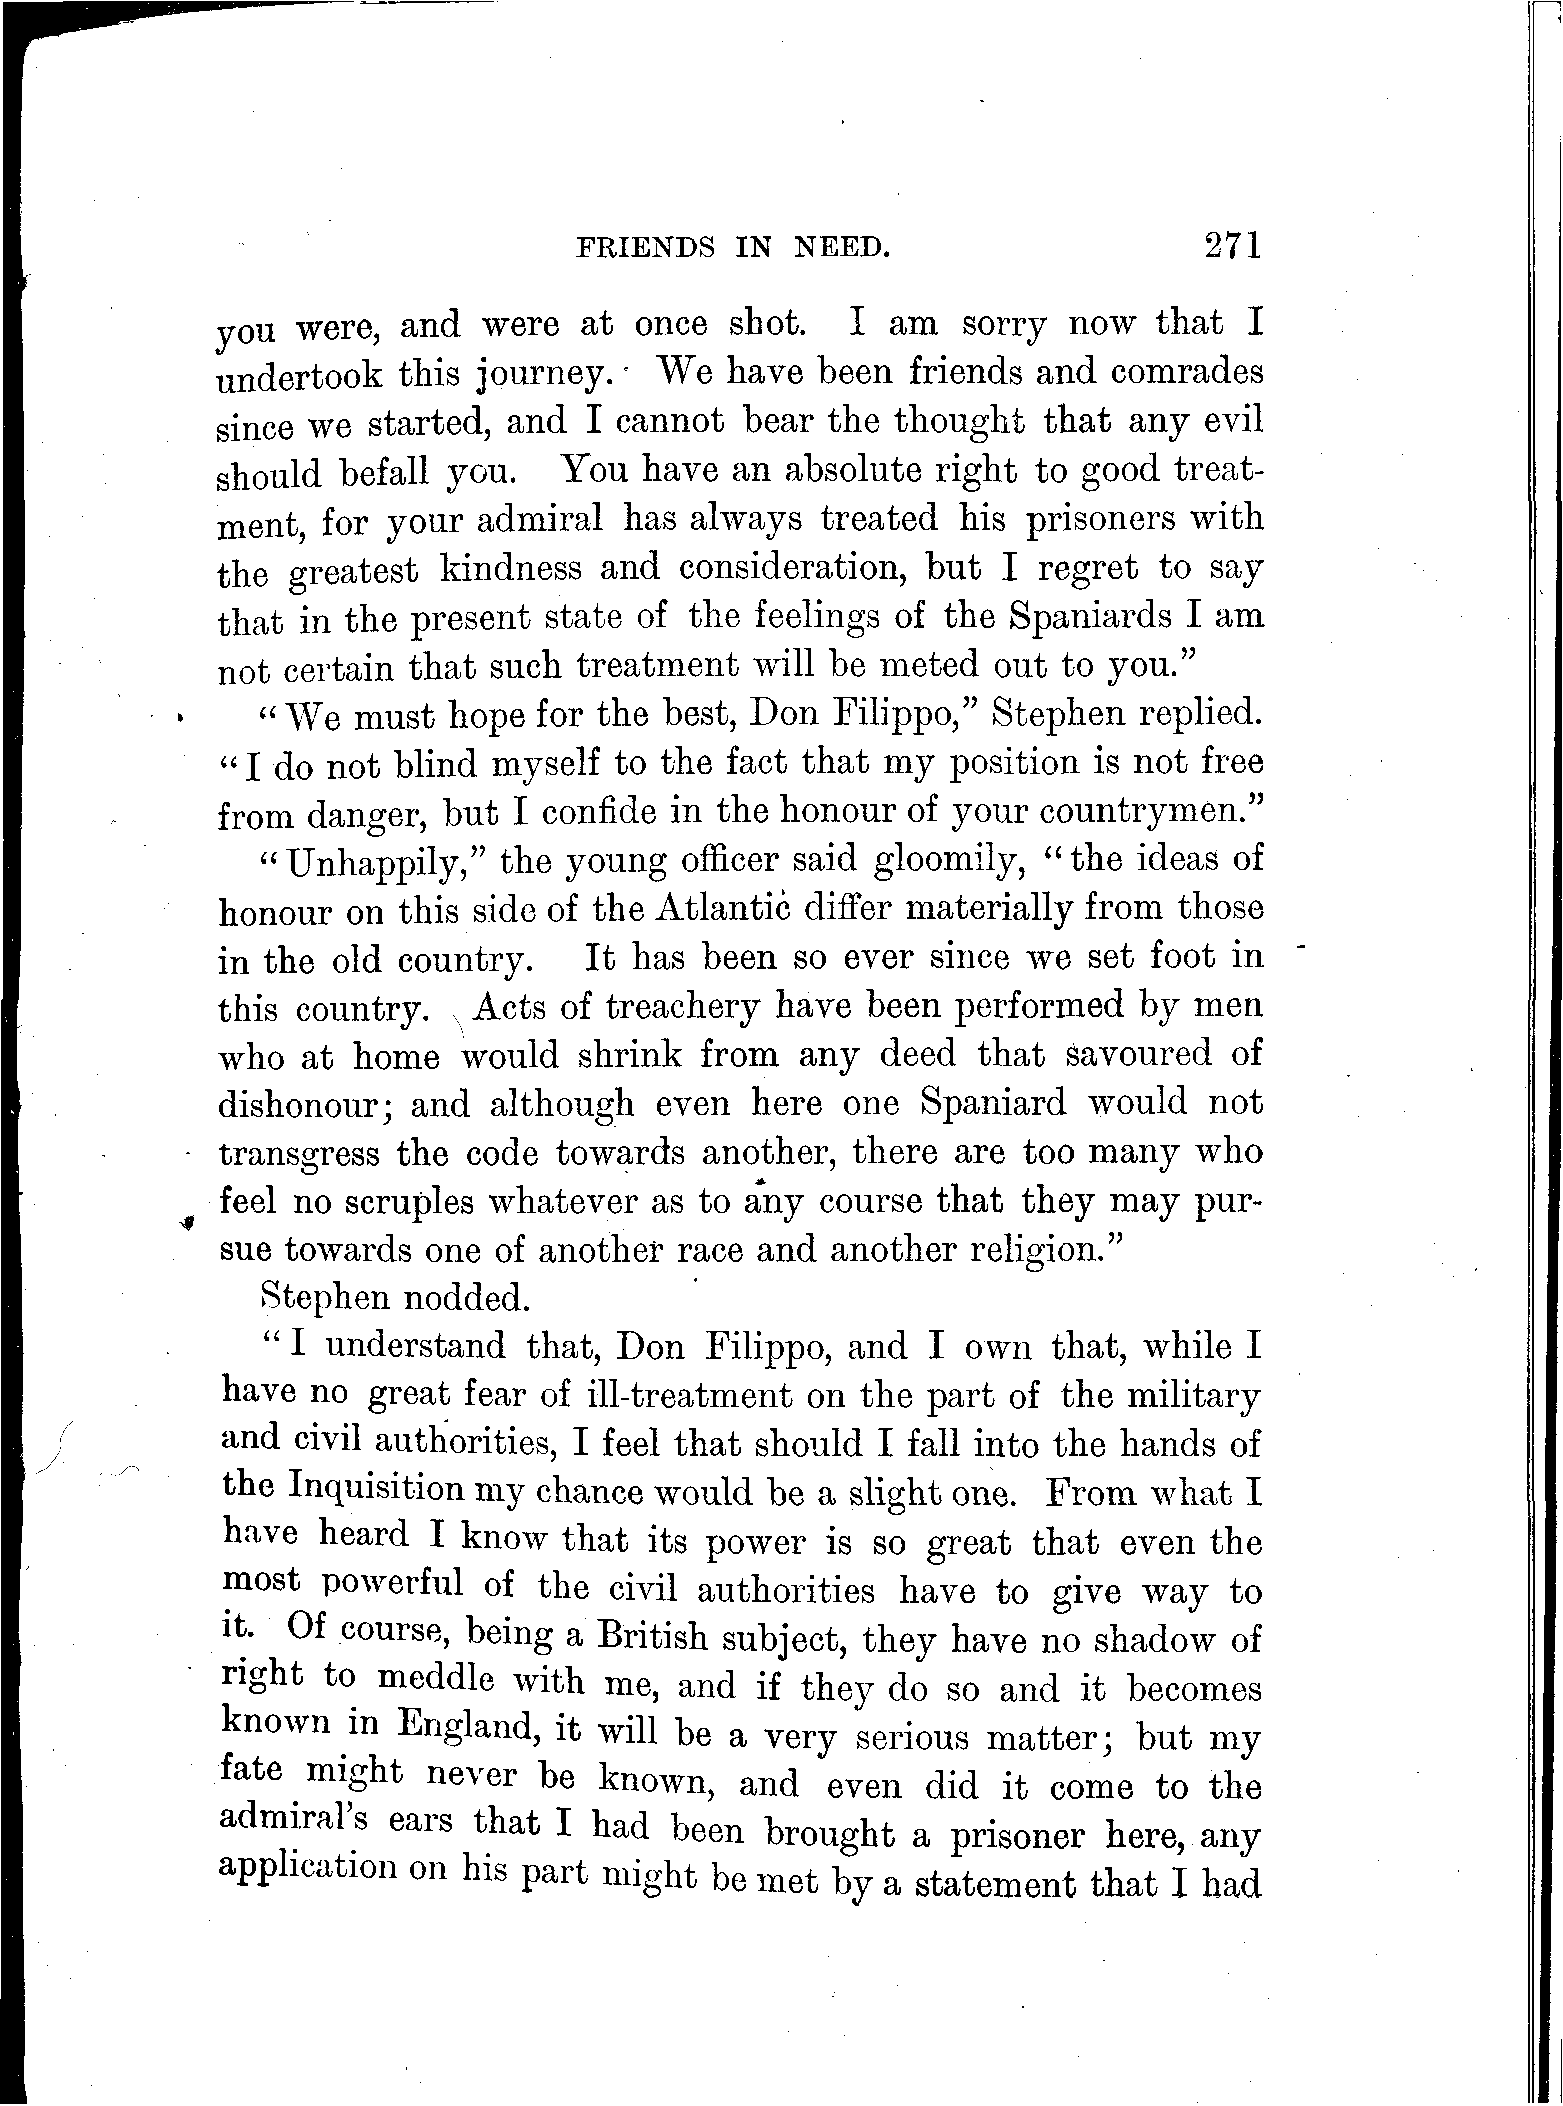 FRIENDS IN NEED. 271
you were, and were at once shot. I am sorry now that I
undertook this journey. We have been friends and comrades
since we started, and I cannot bear the thought that any evil
should befall you. You have an absolute right to good treat-
ment, for your admiral has always treated his prisoners with
the greatest kindness and consideration, but I regret to say
that in the present state of the feelings of the Spaniards I am
not certain that such treatment will be meted out to you.”
“We must hope for the best, Don Filippo,” Stephen replied.
“I do not blind myself to the fact that my position is not free
from danger, but I confide in the honour of your countrymen.”
“Unhappily,” the young officer said gloomily, “the ideas of
honour on this side of the Atlantic differ materially from those
in the old country. It has been so ever since we set foot in
this country. Acts of treachery have been performed by men
who at home would shrink from any deed that savoured of
dishonour; and although even here one Spaniard would not
transgress the code towards another, there are too many who
feel no scruples whatever as to any course that they may pur-
sue towards one of another race and another religion.”
Stephen nodded.
“I understand that, Don Filippo, and I own that, while I
have no great fear of ill-treatment on the part of the military
and civil authorities, I feel that should I fall into the hands of
the Inquisition my chance would be a slight one. From what I
have heard I know that its power is so great that even the
most powerful of the civil authorities have to give way to
it. Of course, being a British subject, they have no shadow of
right to meddle with me, and if they do so and it becomes
known in England, it will be a very serious matter; but my
fate might never be known, and even did it come to the
admiral’s ears that I had been brought a prisoner here, any
application on his part might be met by a statement that I had